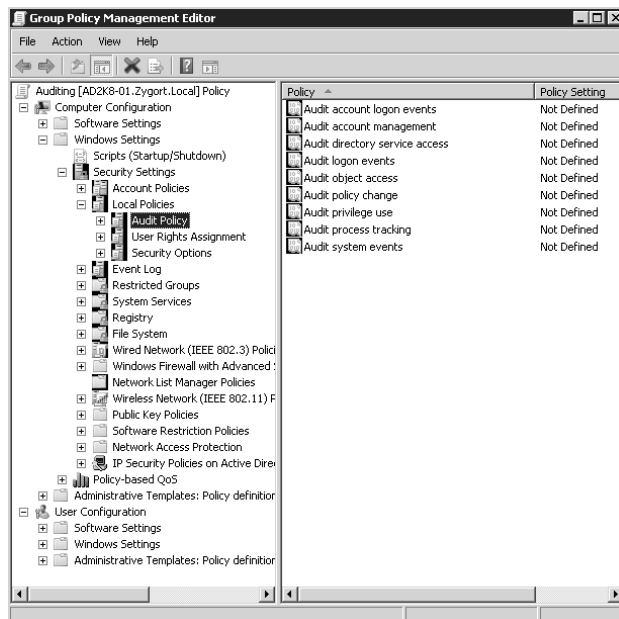 Group Policy Management Editor
File Action View Help
Auditing [AD2K8-01.Zygort.Local] Policy
Computer Configuration
Software Settings
Windows Settings
Scripts (Startup/Shutdown)
Security Settings
Account Policies
Local Policies
Audit Policy
User Rights Assignment
Security Options
Event Log
Restricted Groups
System Services
Registry
File System
Wired Network (IEEE 802.3) Polici
Windows Firewall with Advanced
Network List Manager Policies
Wireless Network (IEEE 802.11) P
Public Key Policies
Software Restriction Policies
Network Access Protection
IP Security Policies on Active Dire
Policy-based QoS
Administrative Templates: Policy definition
User Configuration
Software Settings
Windows Settings
Administrative Templates: Policy definition
Policy Policy Setting
Audit account logon events Not Defined
Audit account management Not Defined
Audit directory service access Not Defined
Audit logon events Not Defined
Audit object access Not Defined
Audit policy change Not Defined
Audit privilege use Not Defined
Audit process tracking Not Defined
Audit system events Not Defined